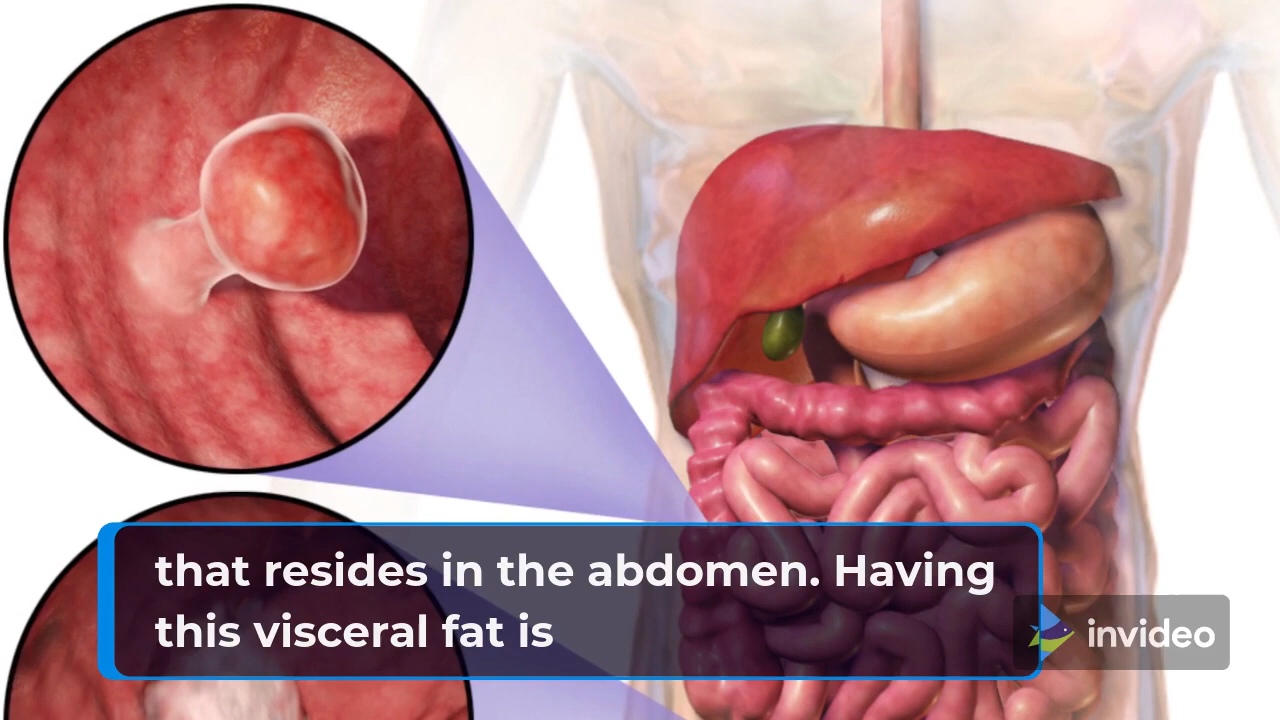 that resides in the abdomen. Having
this visceral fat is
invideo